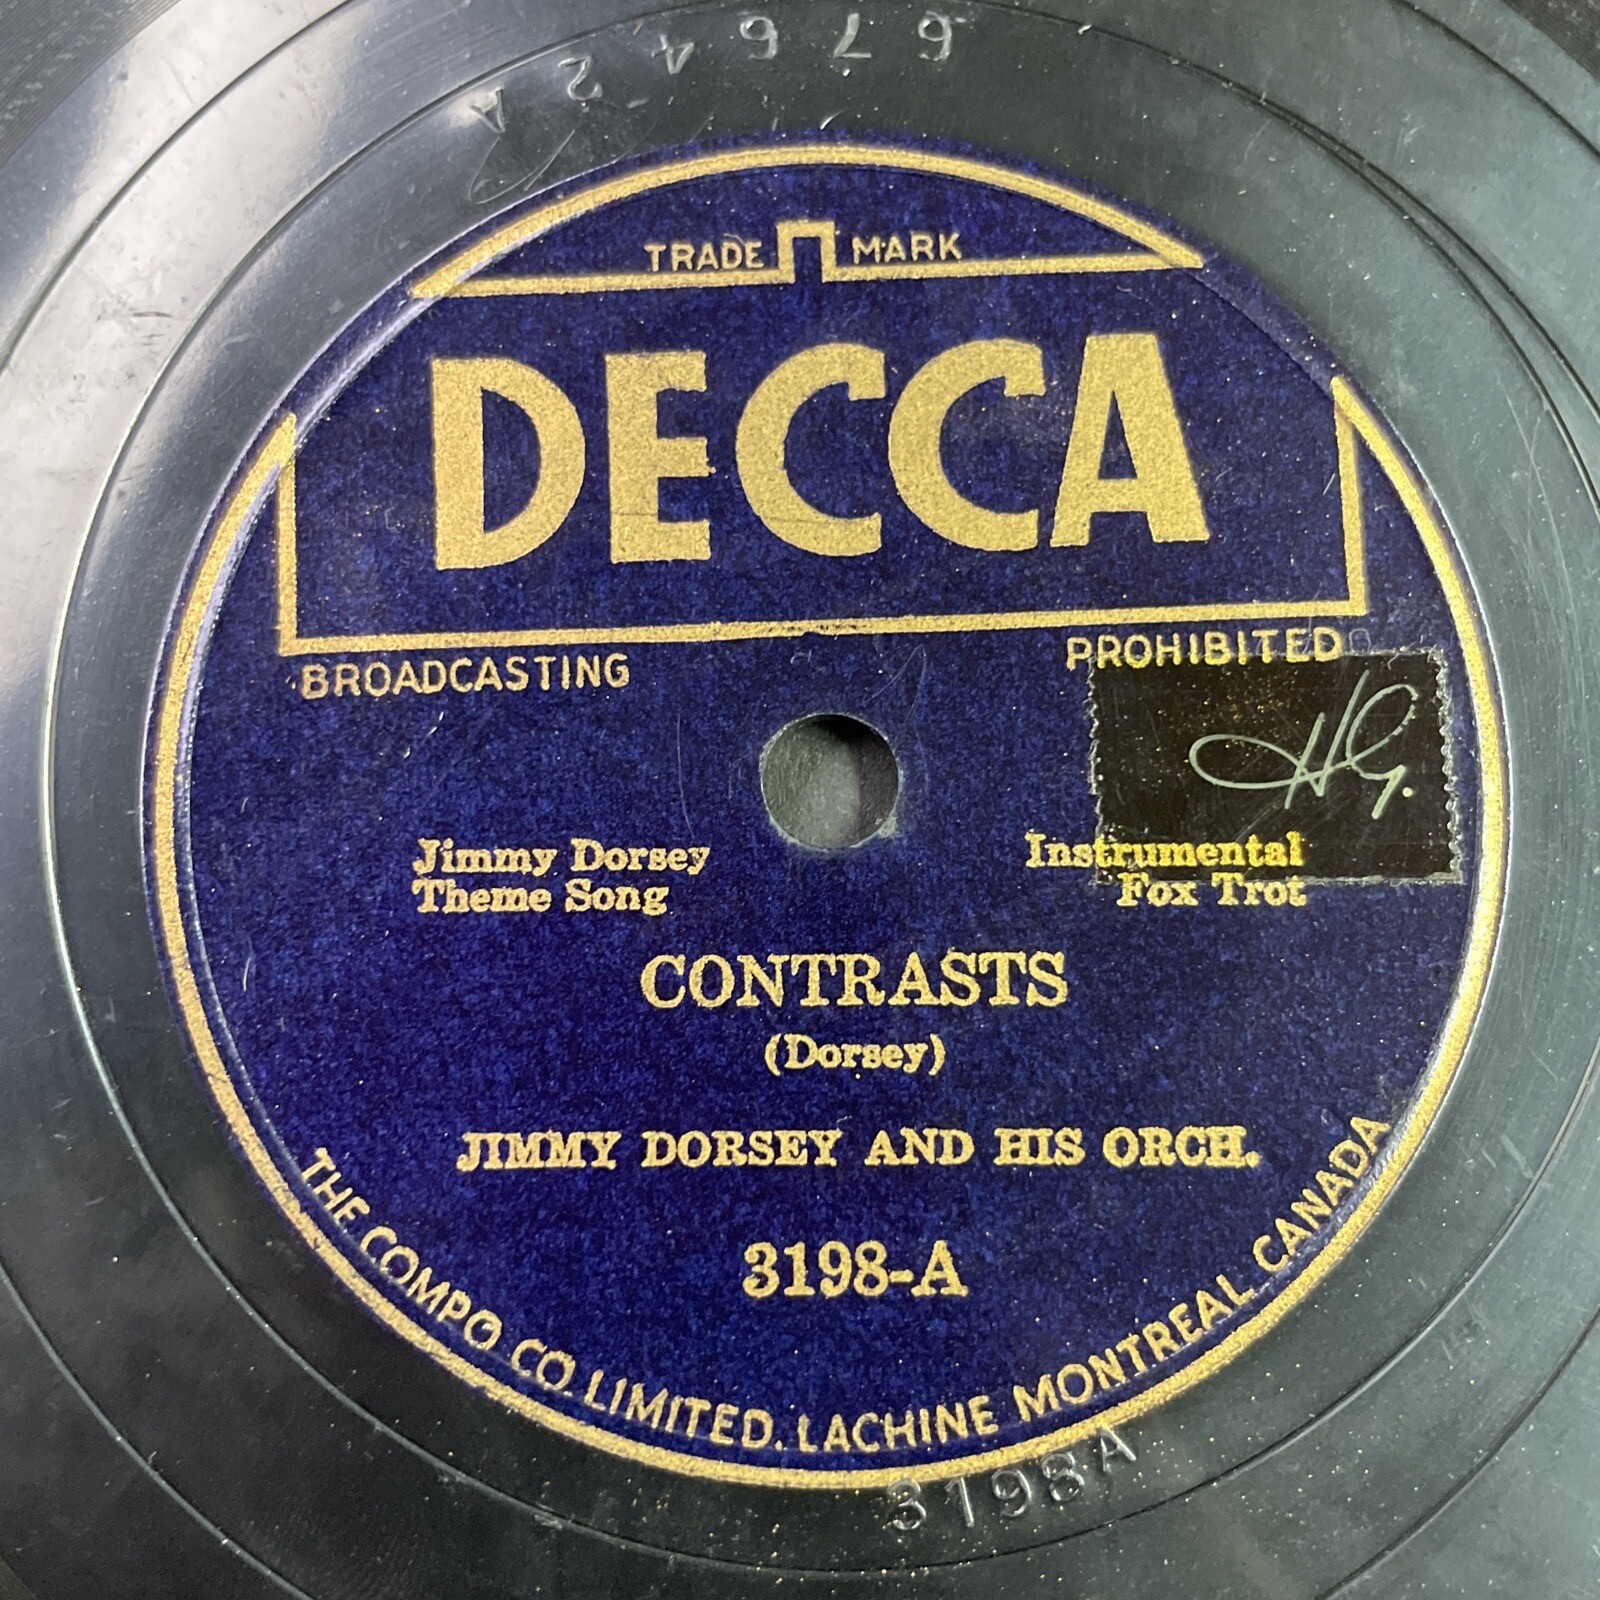 67642 A
TRADE MARK
DECCA
BROADCASTING PROHIBITED
HG.
Jimmy Dorsey
Theme Song
Instrumental
Fox Trot
CONTRASTS
(Dorsey)
JIMMY DORSEY AND HIS ORCH.
3198-A
THE COMPO CO. LIMITED. LACHINE MONTREAL CANADA
3198A